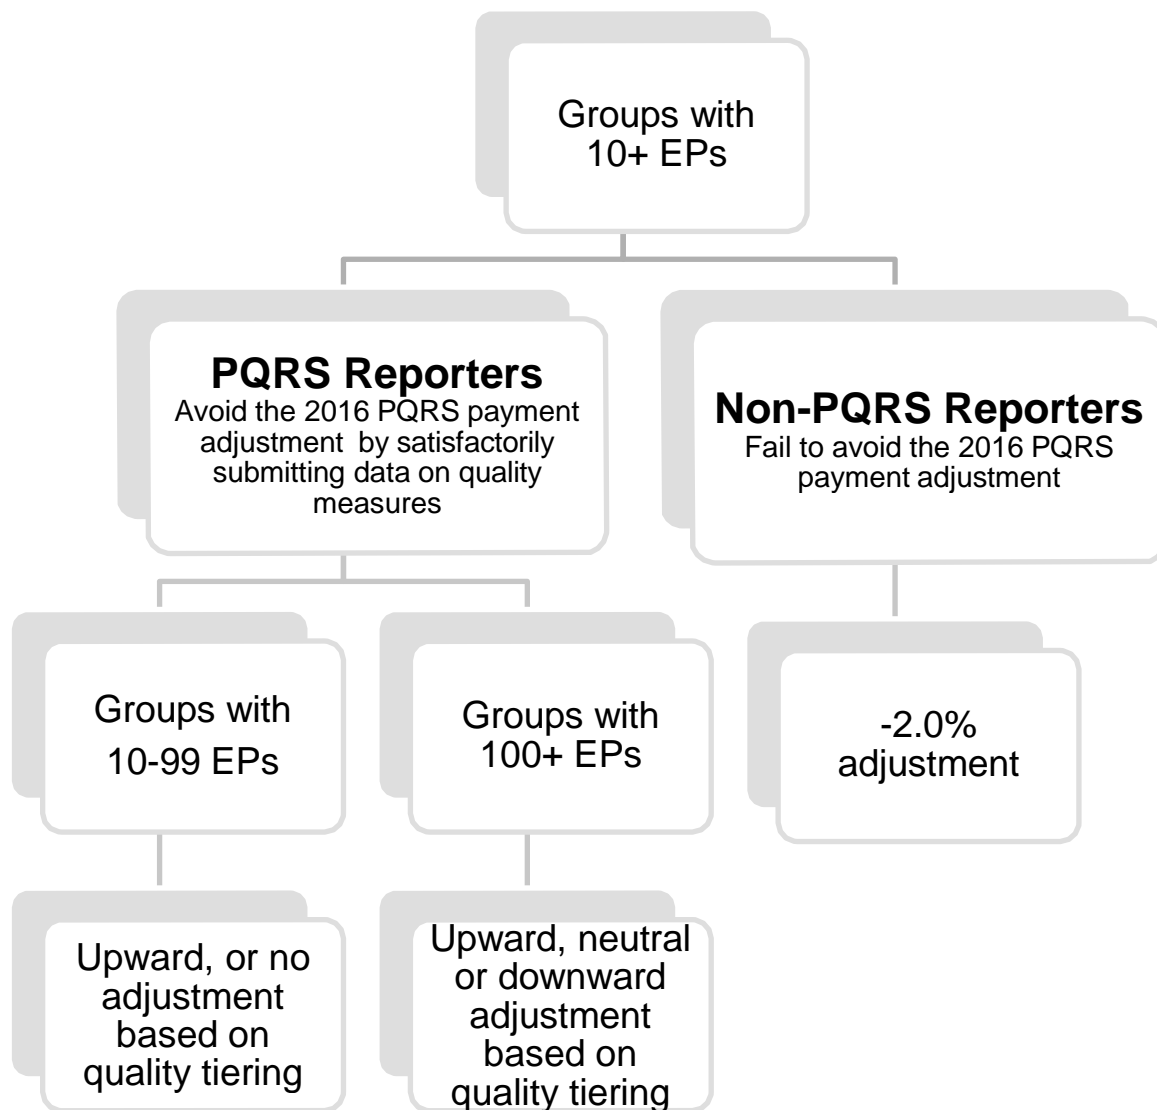 Groups with
10+ EPs
PQRS Reporters
Avoid the 2016 PQRS payment
adjustment by satisfactorily
submitting data on quality
measures
Non-PQRS Reporters
Fail to avoid the 2016 PQRS
payment adjustment
Groups with
10-99 EPs
Groups with
100+ EPs
-2.0%
adjustment
Upward, or no
adjustment
based on
quality tiering
Upward, neutral
or downward
adjustment
based on
quality tiering